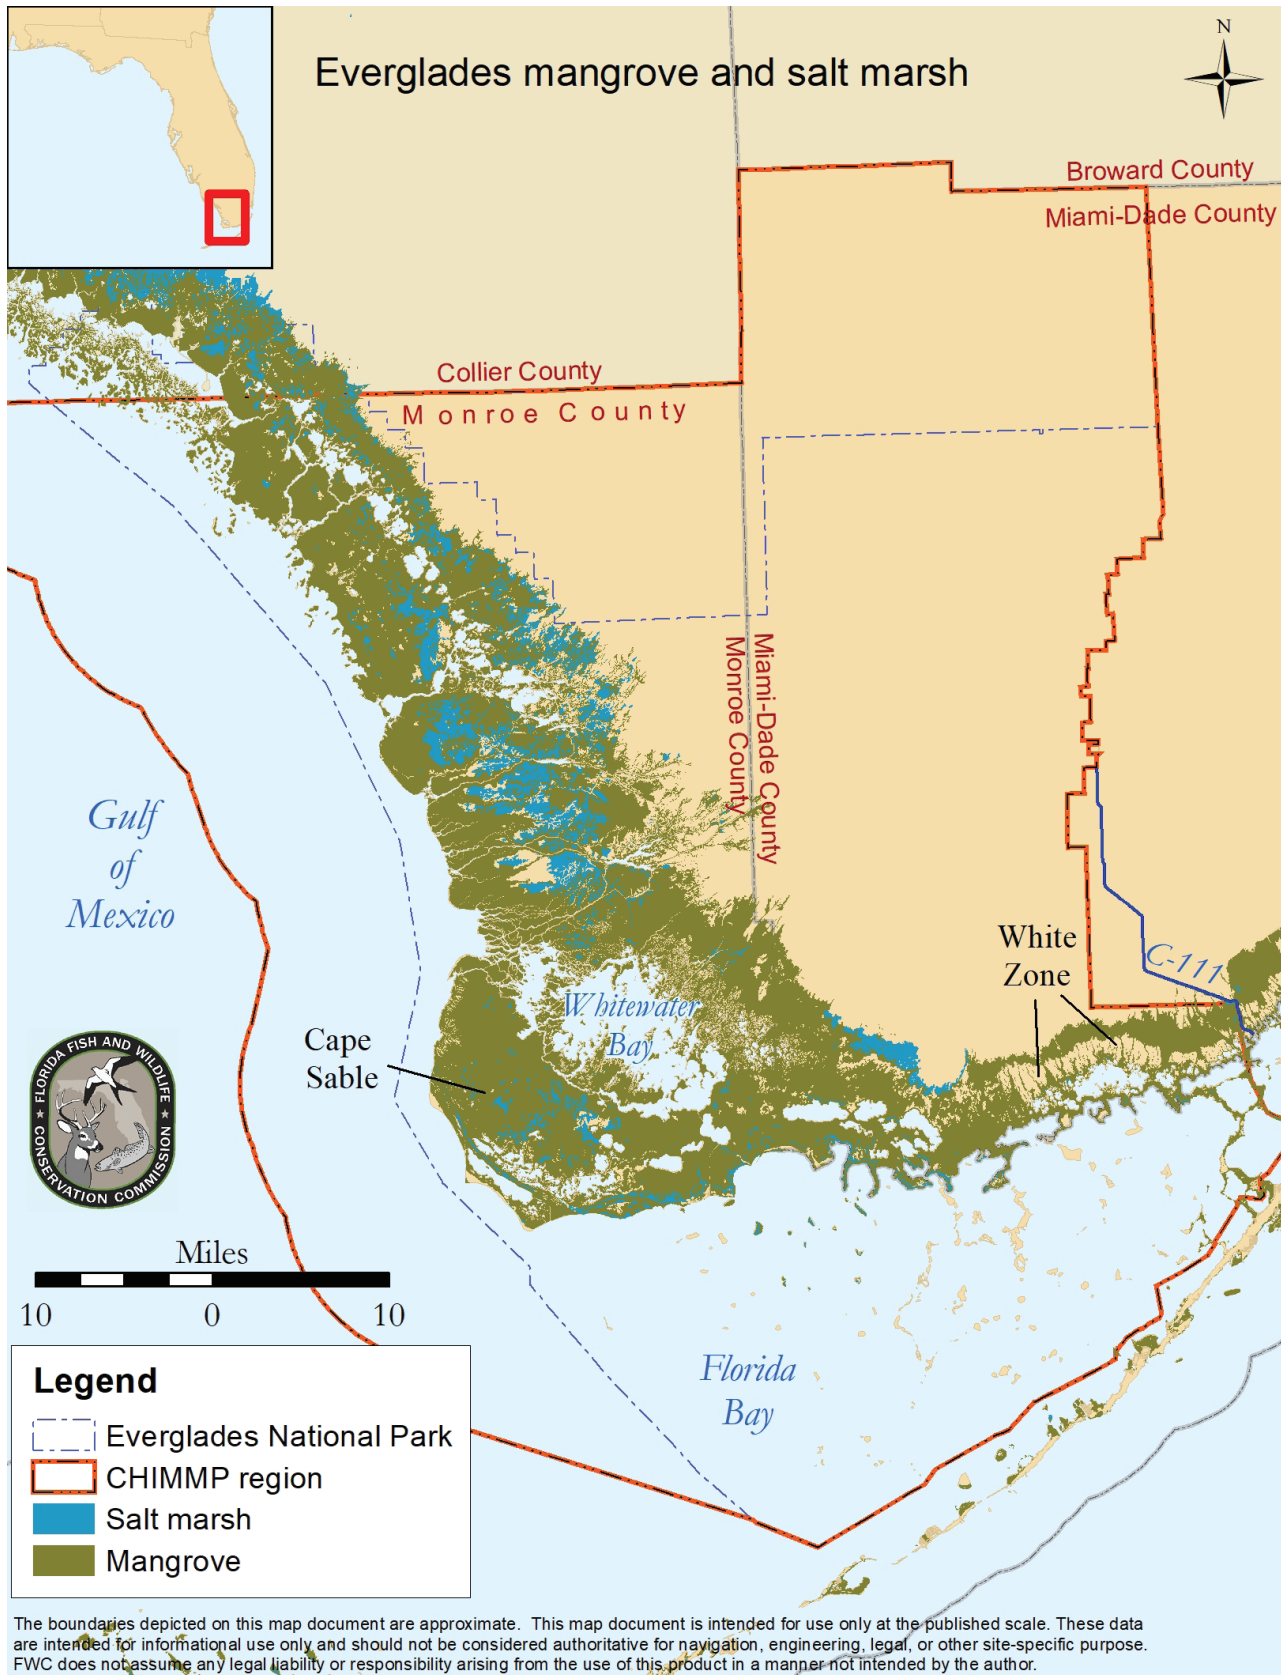 Everglades mangrove and salt marsh
N
Broward County
Miami-Dade County
Collier County
Monroe County
Miami-Dade County
Monroe County
Gulf
of
Mexico
White
Zone
C-111
Whitewater
Bay
Cape
Sable
FLORIDA FISH AND WILDLIFE
CONSERVATION COMMISSION
Miles
10 0 10
Florida
Bay
Legend
Everglades National Park
CHIMMP region
Salt marsh
Mangrove
The boundaries depicted on this map document are approximate. This map document is intended for use only at the published scale. These data
are intended for informational use only and should not be considered authoritative for navigation, engineering, legal, or other site-specific purpose.
FWC does not assume any legal liability or responsibility arising from the use of this product in a manner not intended by the author.